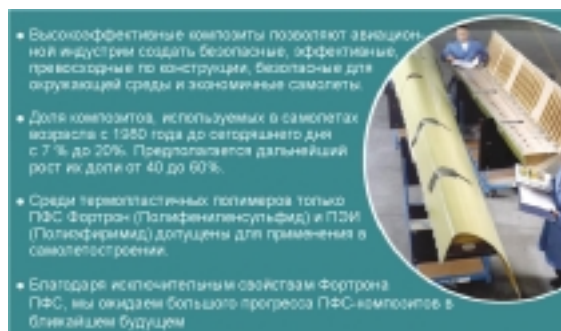 • Высокоэффективные композиты позволяют авиацион-
ной индустрии создать безопасные, эффективные,
превосходные по конструкции, безопасные для
окружающей среды и экономичные самолеты.
• Доля композитов, используемых в самолетах
возрасла с 1980 года до сегодяшнего дня
с 7 % до 20%. Предполагается дальнейший
рост их доли от 40 до 60%.
• Среди термопластичных полимеров только
ПФС Фортрон (Полифениленсульфид) и ПЭИ
(Полиэфиримид) допущены для применения в
самолетостроении.
• Благодаря исключительным свойствам Фортрона
ПФС, мы ожидаем большого прогресса ПФС-композитов в
ближайшем будущем